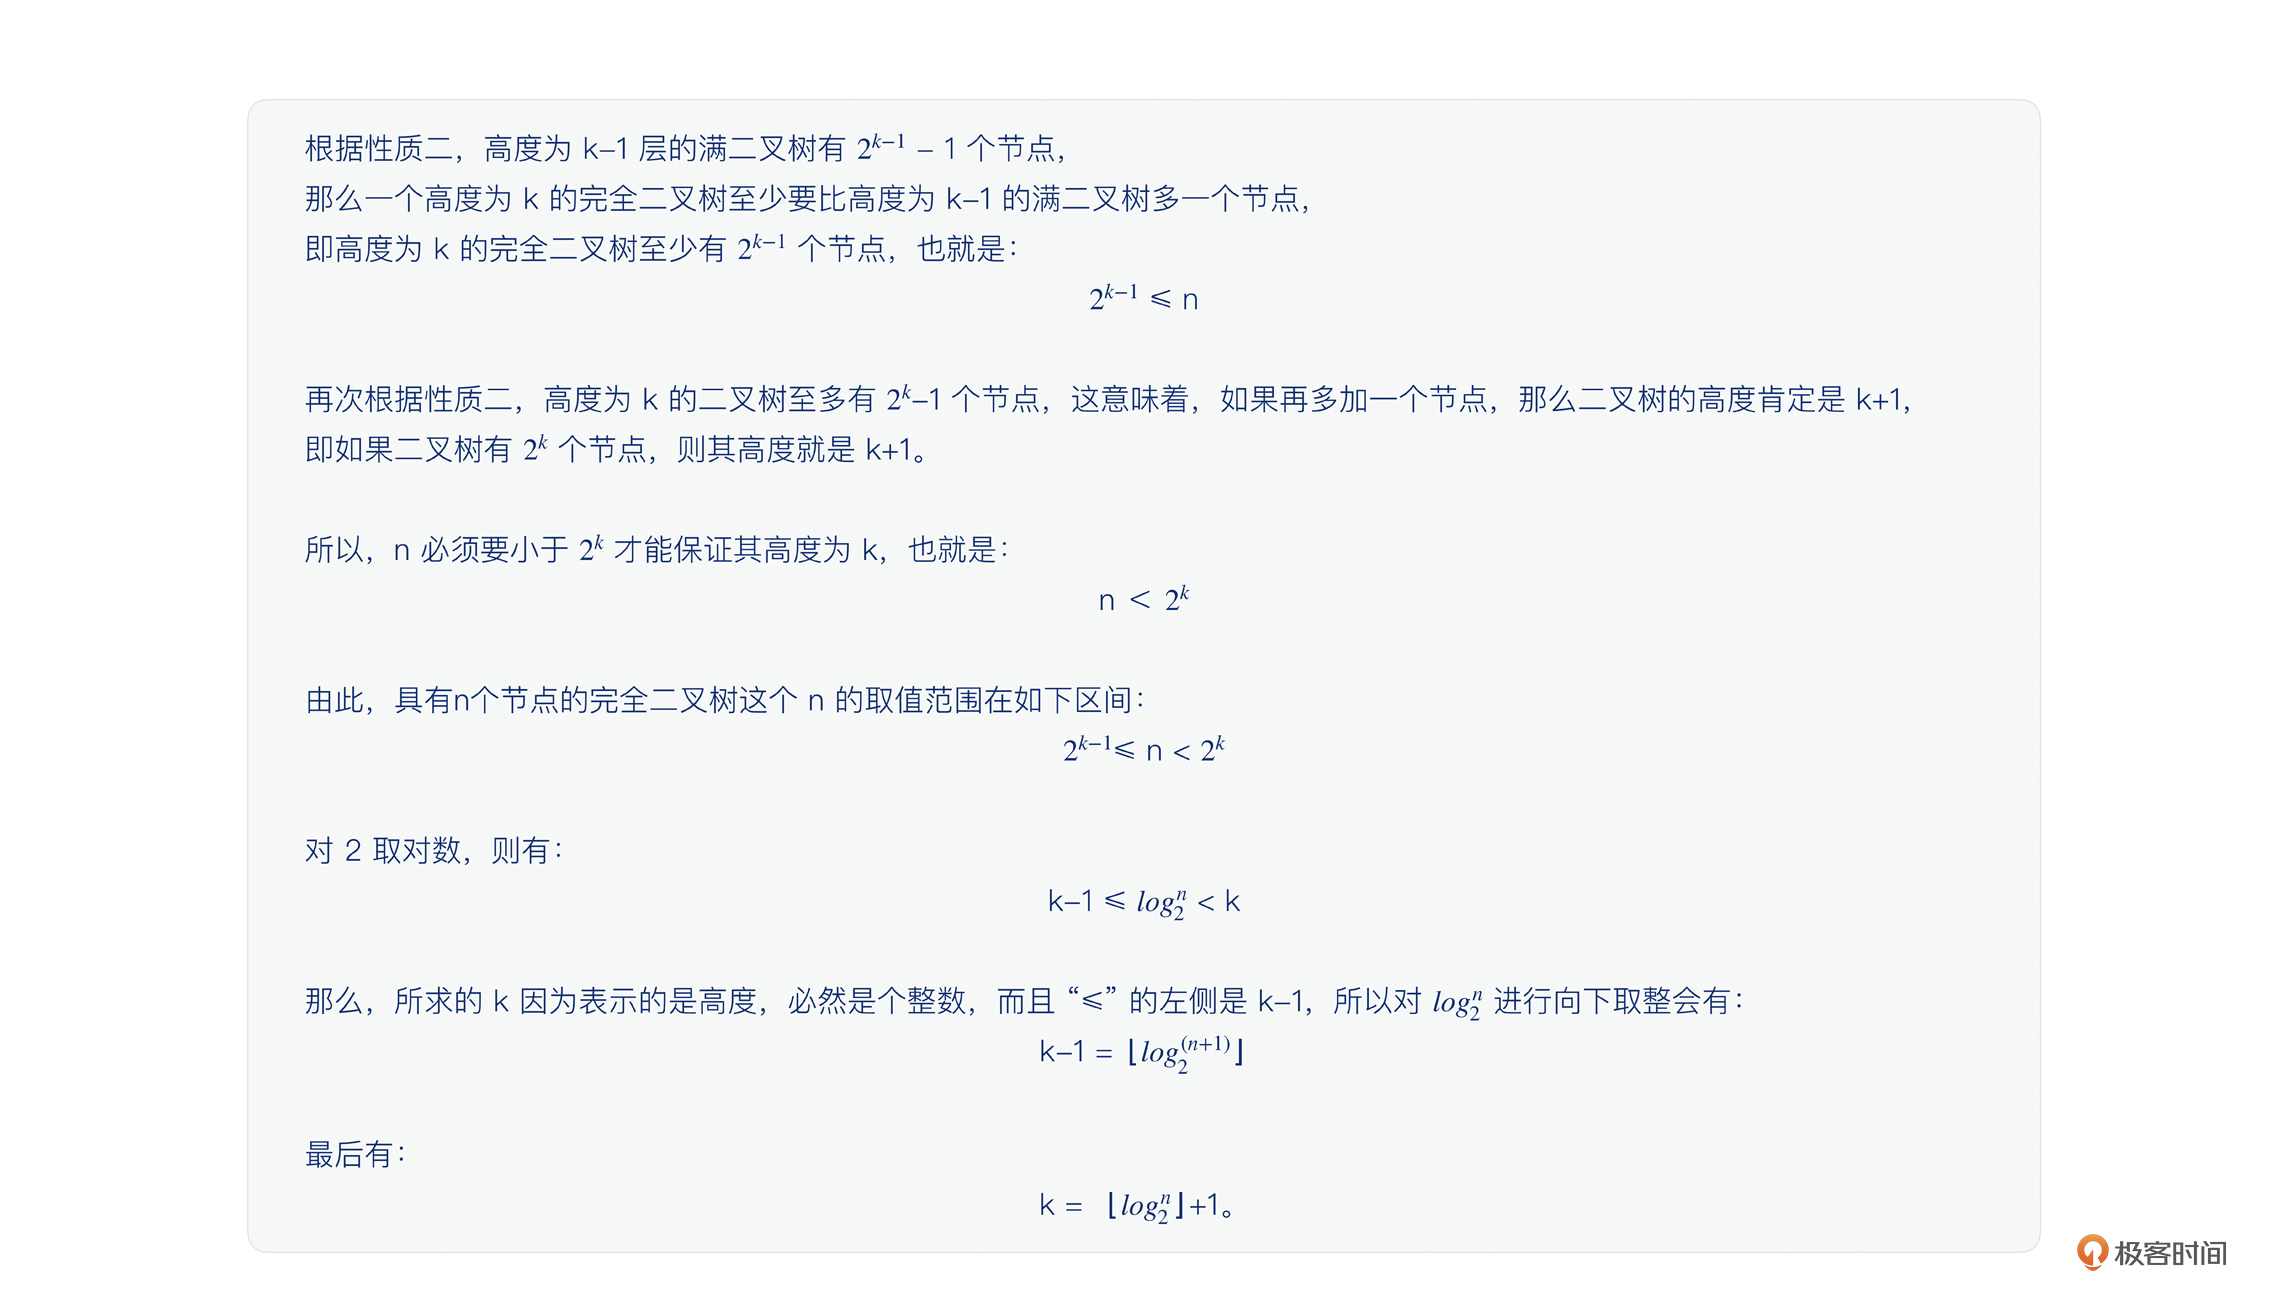 根据性质二，高度为 k–1 层的满二叉树有 2^{k−1} – 1 个节点，
那么一个高度为 k 的完全二叉树至少要比高度为 k–1 的满二叉树多一个节点，
即高度为 k 的完全二叉树至少有 2^{k−1} 个节点，也就是：
2^{k−1} ⩽ n
再次根据性质二，高度为 k 的二叉树至多有 2^k–1 个节点，这意味着，如果再多加一个节点，那么二叉树的高度肯定是 k+1，
即如果二叉树有 2^k 个节点，则其高度就是 k+1。
所以，n 必须要小于 2^k 才能保证其高度为 k，也就是：
n < 2^k
由此，具有n个节点的完全二叉树这个 n 的取值范围在如下区间：
2^{k−1}⩽ n < 2^k
对 2 取对数，则有：
k–1 ⩽ log_2^n < k
那么，所求的 k 因为表示的是高度，必然是个整数，而且 “⩽” 的左侧是 k–1，所以对 log_2^n 进行向下取整会有：
k–1 = ⌊log_2^{(n+1)}⌋
最后有：
k = ⌊log_2^n⌋+1。
极客时间